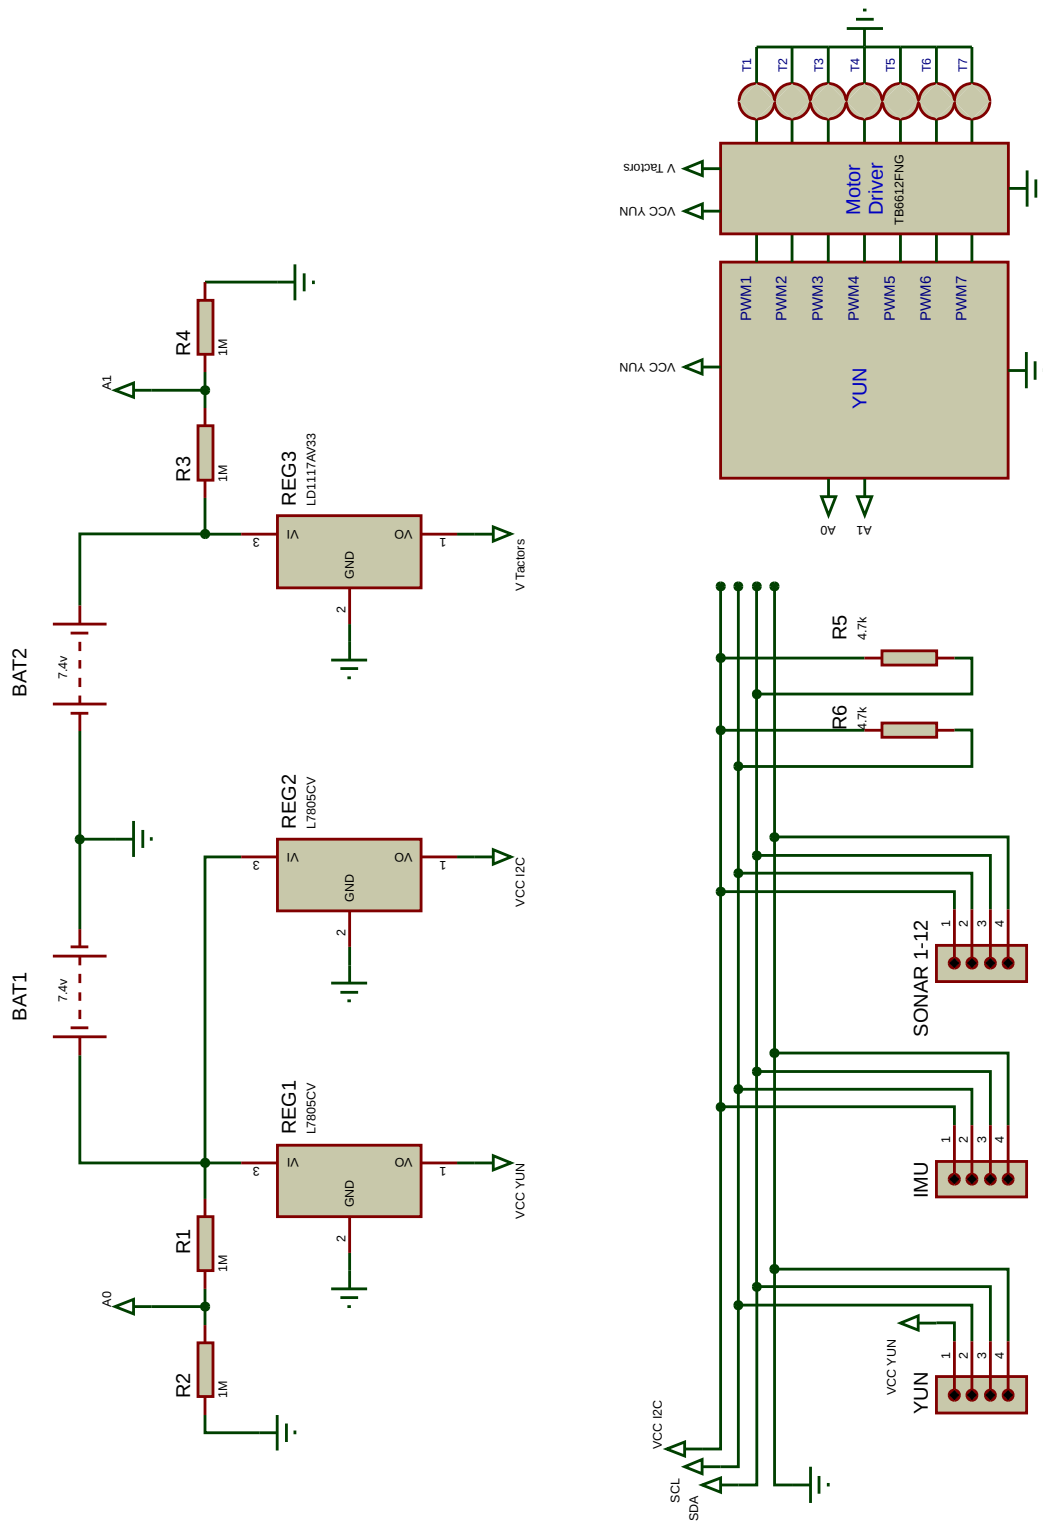 T1
T2
T3
T4
T5
T6
T7
V Tactors
VCC YUN
Motor
Driver
TB6612FNG
PWM1
PWM2
PWM3
PWM4
PWM5
PWM6
PWM7
VCC YUN
YUN
A0
A1
R4
1M
A1
R3
1M
REG3
LD1117AV33
3
VI
VO
1
GND
2
V Tactors
BAT2
7.4v
REG2
L7805CV
3
VI
VO
1
GND
2
VCC I2C
BAT1
7.4v
REG1
L7805CV
3
VI
VO
1
GND
2
VCC YUN
R1
1M
A0
R2
1M
R5
4.7k
R6
4.7k
SONAR 1-12
1
2
3
4
IMU
1
2
3
4
YUN
1
2
3
4
VCC YUN
VCC I2C
SCL
SDA